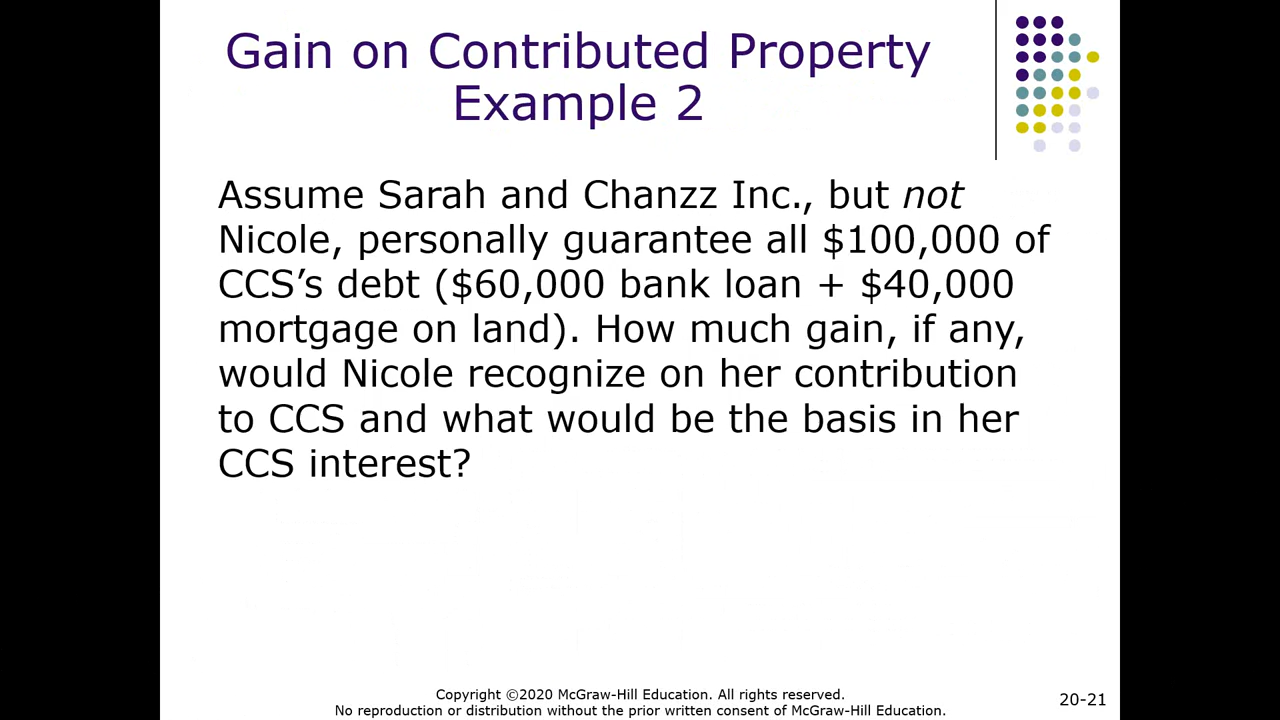 Gain on Contributed Property
Example 2
Assume Sarah and Chanzz Inc., but not
Nicole, personally guarantee all $100,000 of
CCS’s debt ($60,000 bank loan + $40,000
mortgage on land). How much gain, if any,
would Nicole recognize on her contribution
to CCS and what would be the basis in her
CCS interest?
Copyright ©2020 McGraw-Hill Education. All rights reserved.
No reproduction or distribution without the prior written consent of McGraw-Hill Education.
20-21